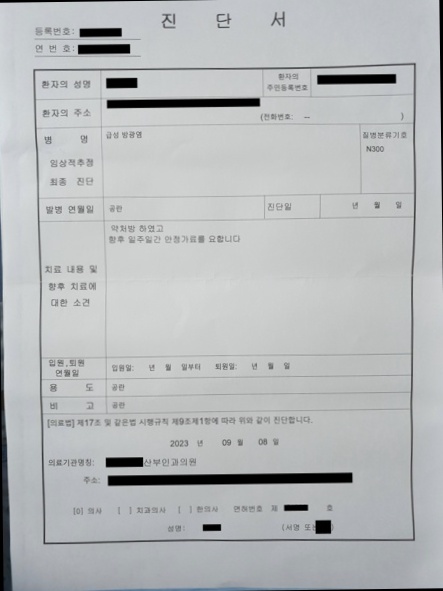 진 단 서
등록번호:
연 번 호:
환자의 성명
환자의
주민등록번호
환자의 주소
(전화번호: -- )
병 명
급성 방광염
질병분류기호
N300
임상적추정
최종 진단
발병 연월일 공란 진단일 년 월 일
약처방 하였고
향후 일주일간 안정가료를 요합니다
치료 내용 및
향후 치료에
대한 소견
입원,퇴원
연월일
입원일: 년 월 일부터 퇴원일: 년 월 일
용 도 공란
비 고 공란
[의료법] 제17조 및 같은법 시행규칙 제9조제1항에 따라 위와 같이 진단합니다.
2023 년 09 월 08 일
의료기관명칭: 산부인과의원
주소:
[0] 의사 [ ] 치과의사 [ ] 한의사 면허번호 제 호
성명: (서명 또는 )